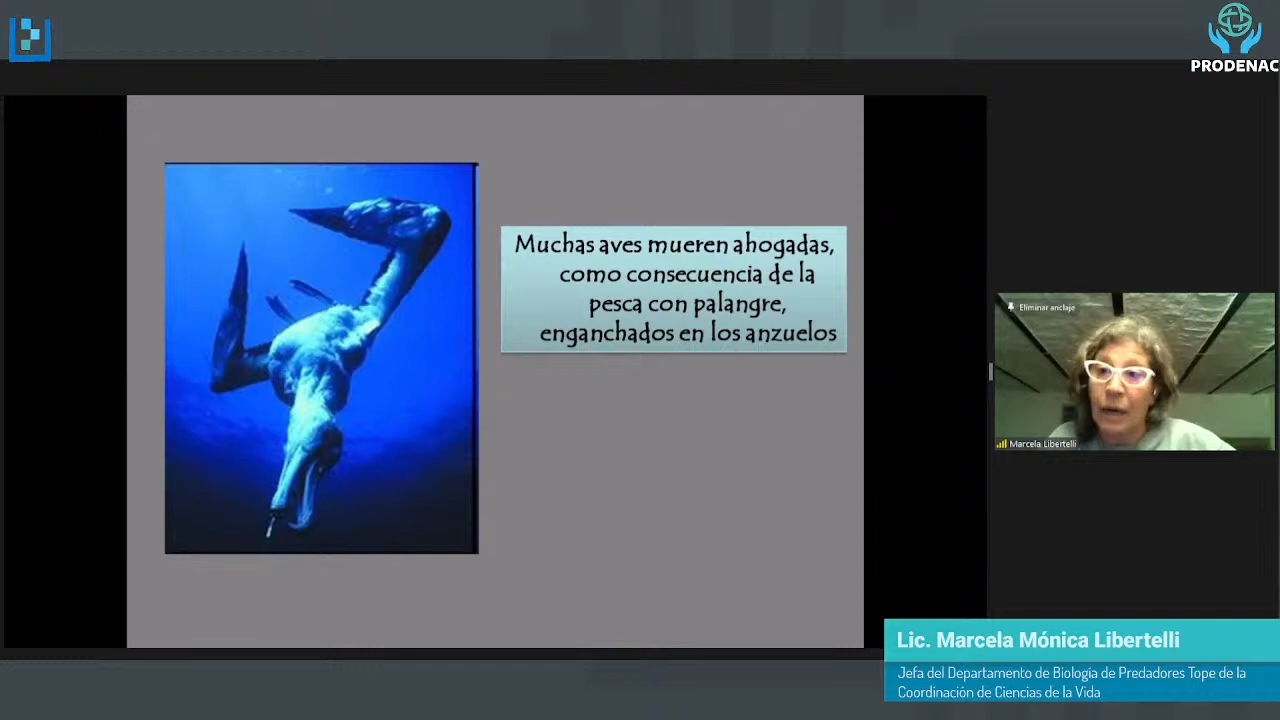 PRODENAC
Muchas aves mueren ahogadas,
como consecuencia de la
pesca con palangre,
enganchados en los anzuelos
Eliminar anclaje
Marcela Libertelli
Lic. Marcela Mónica Libertelli
Jefa del Departamento de Biología de Predadores Tope de la
Coordinación de Ciencias de la Vida